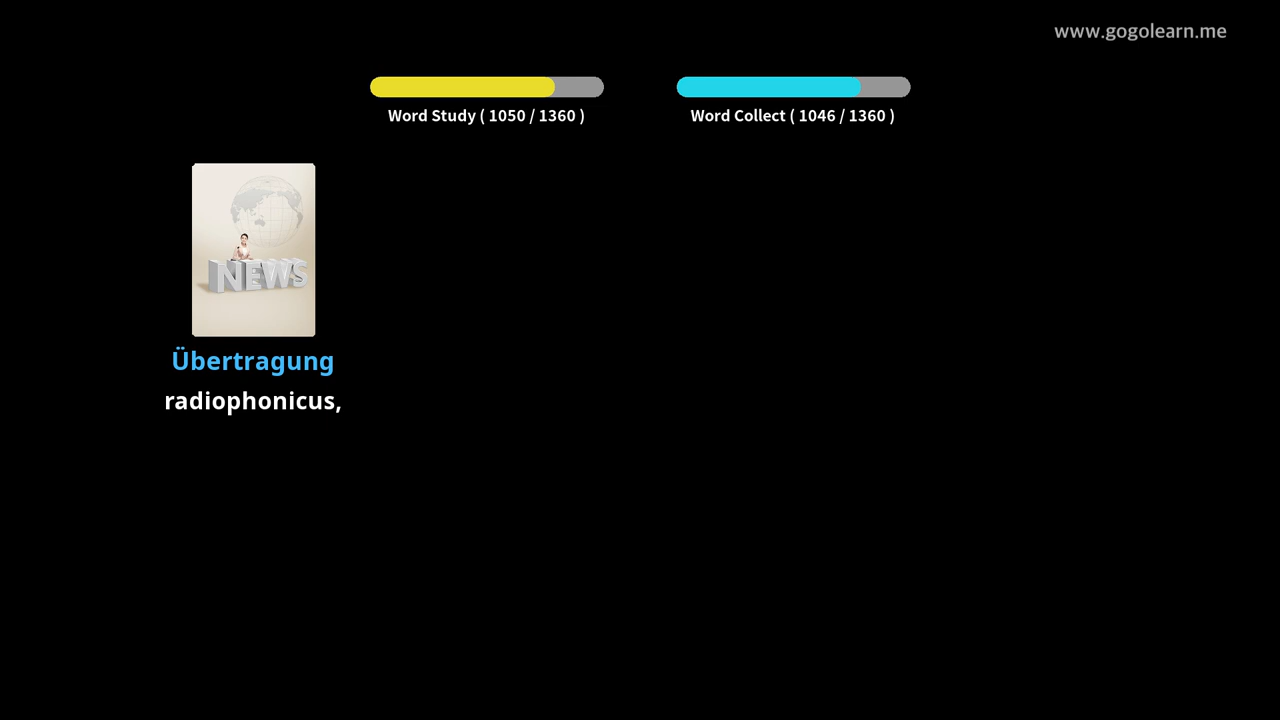 www.gogolearn.me
Word Study ( 1050 / 1360 )
Word Collect ( 1046 / 1360 )
NEWS
Übertragung
radiophonicus,